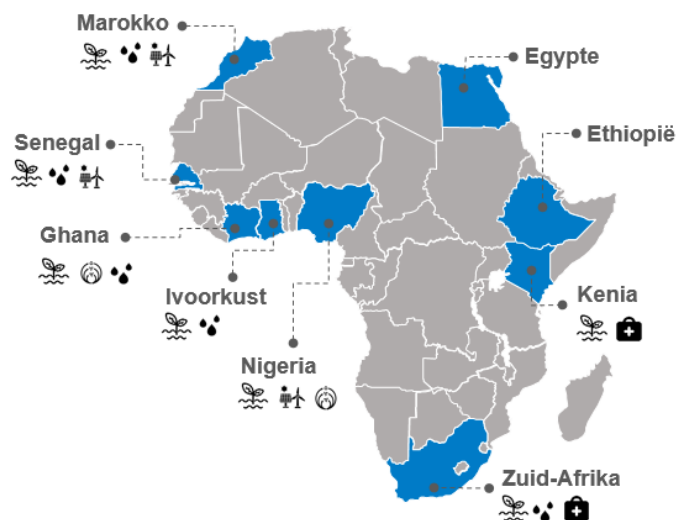 Marokko
Egypte
Ethiopië
Senegal
Ghana
Ivoorkust
Kenia
Nigeria
Zuid-Afrika